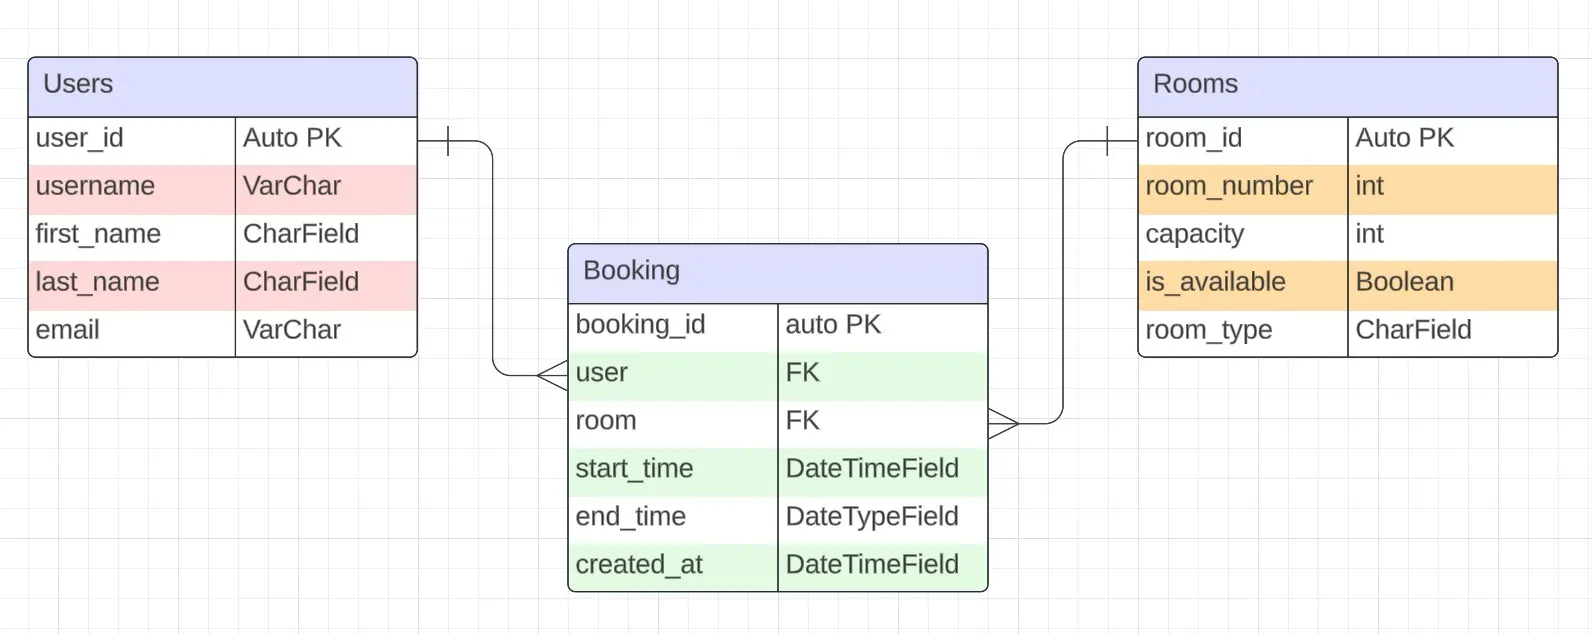 Users
user_id Auto PK
username VarChar
first_name CharField
last_name CharField
email VarChar
Booking
booking_id auto PK
user FK
room FK
start_time DateTimeField
end_time DateTypeField
created_at DateTimeField
Rooms
room_id Auto PK
room_number int
capacity int
is_available Boolean
room_type CharField